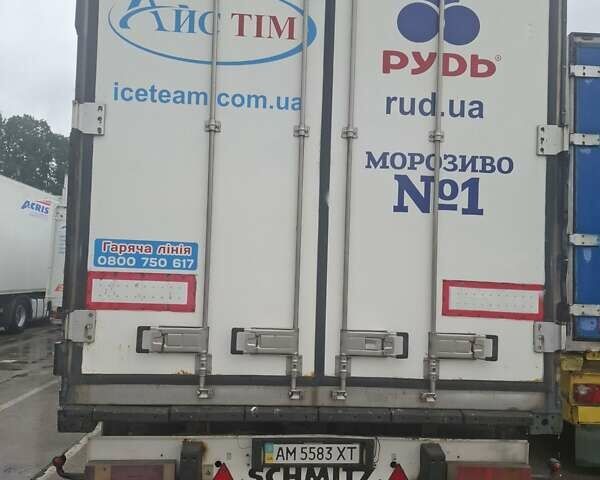 Айс ТІМ
iceteam.com.ua
РУДЬ®
rud.ua
МОРОЗИВО
№1
Гаряча лінія
0800 750 617
ACRIS
AM 5583 XT
SCHMITZ